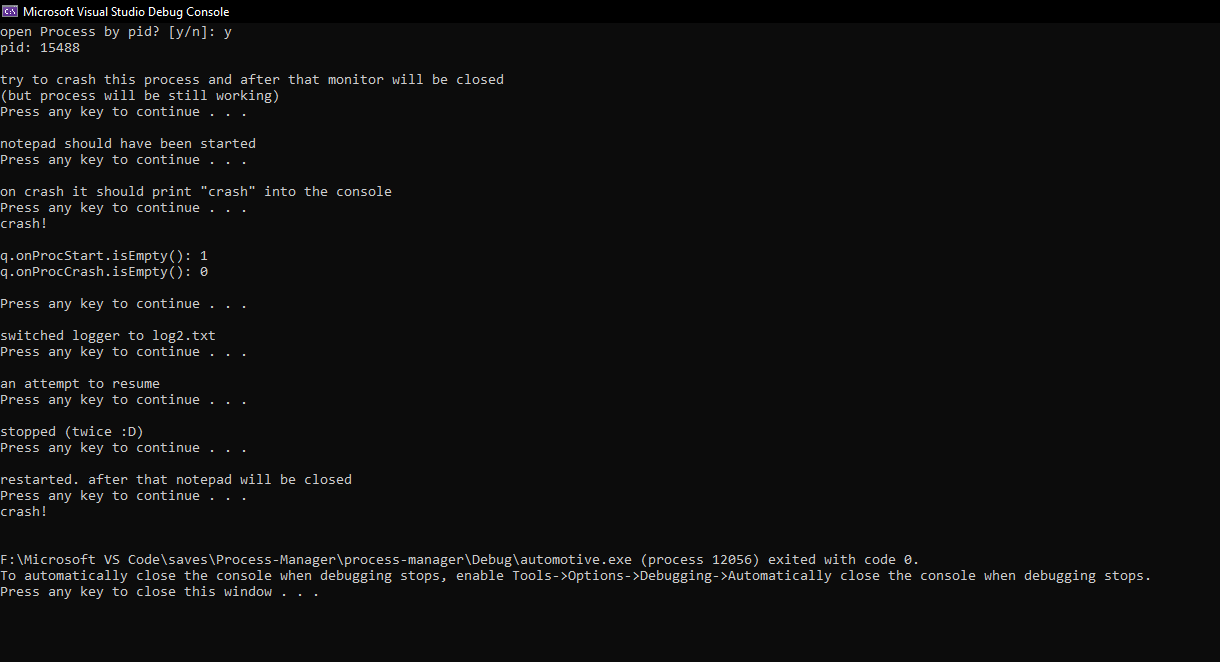 Microsoft Visual Studio Debug Console
open Process by pid? [y/n]: y
pid: 15488
try to crash this process and after that monitor will be closed
(but process will be still working)
Press any key to continue . . .
notepad should have been started
Press any key to continue . . .
on crash it should print "crash" into the console
Press any key to continue . . .
crash!
q.onProcStart.isEmpty(): 1
q.onProcCrash.isEmpty(): 0
Press any key to continue . . .
switched logger to log2.txt
Press any key to continue . . .
an attempt to resume
Press any key to continue . . .
stopped (twice :D)
Press any key to continue . . .
restarted. after that notepad will be closed
Press any key to continue . . .
crash!
F:\Microsoft VS Code\saves\Process-Manager\process-manager\Debug\automotive.exe (process 12056) exited with code 0.
To automatically close the console when debugging stops, enable Tools->Options->Debugging->Automatically close the console when debugging stops.
Press any key to close this window . . .